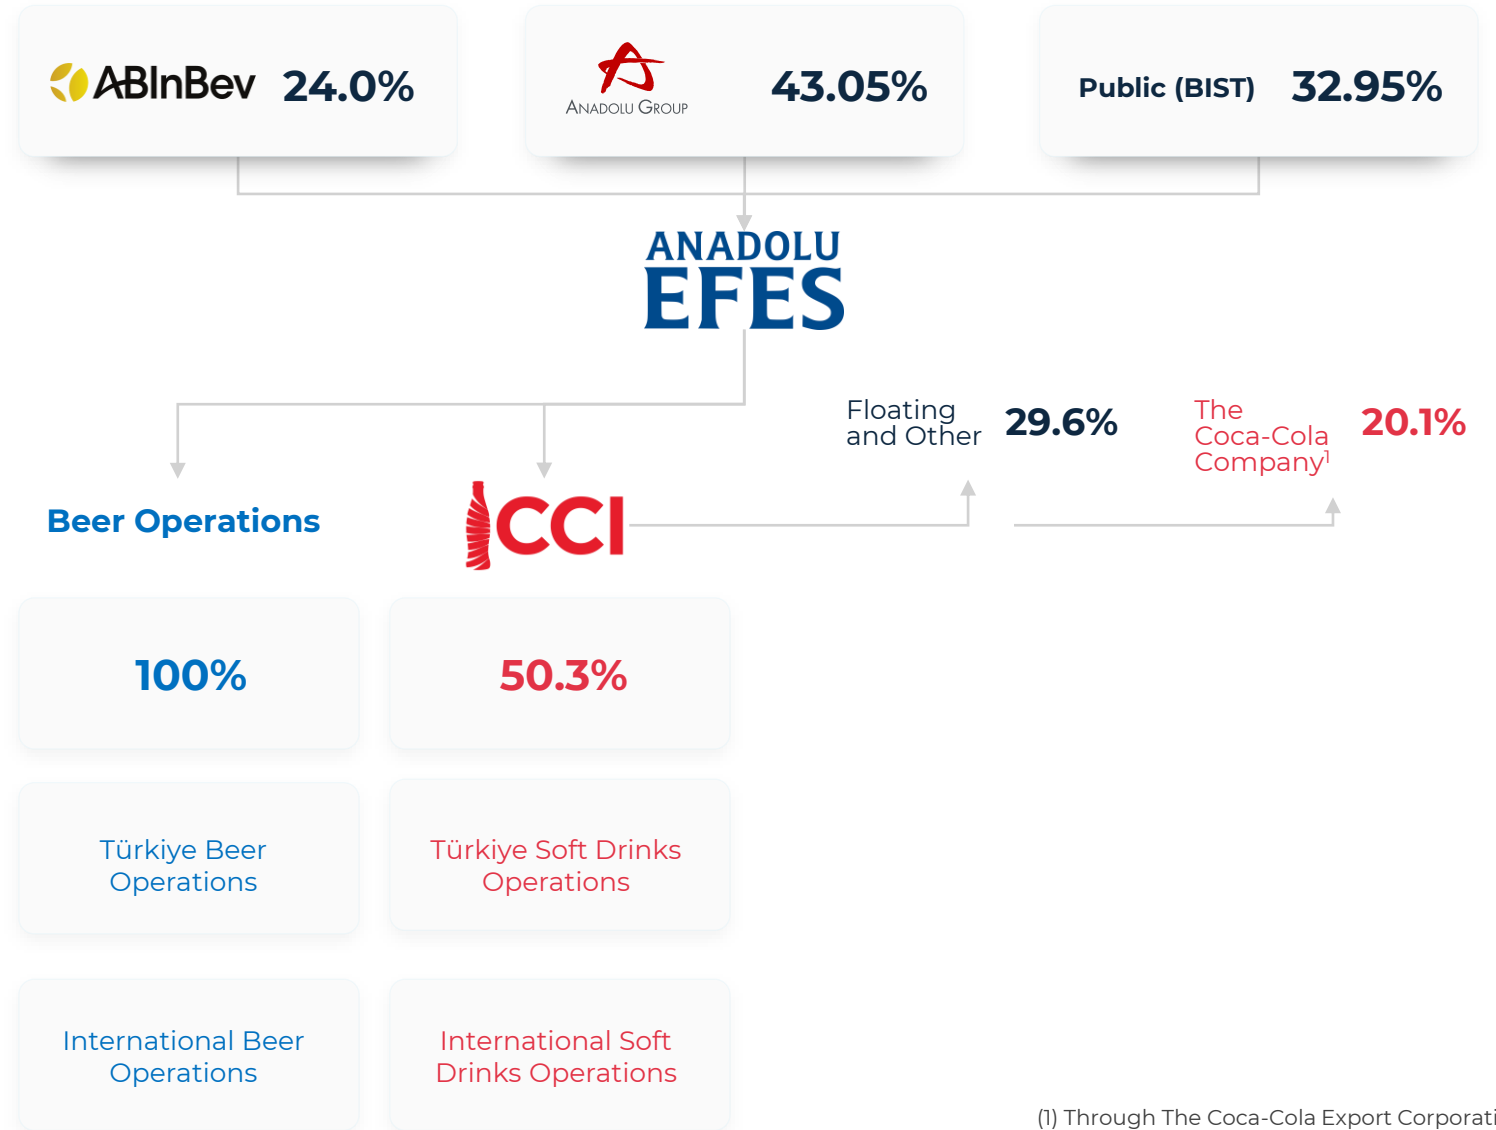 ABInBev 24.0%
ANADOLU GROUP 43.05%
Public (BIST) 32.95%
ANADOLU
EFES
Floating
and Other 29.6%
The
Coca-Cola
Company¹ 20.1%
Beer Operations
CCI
100%
50.3%
Türkiye Beer
Operations
Türkiye Soft Drinks
Operations
International Beer
Operations
International Soft
Drinks Operations
(1) Through The Coca-Cola Export Corporati